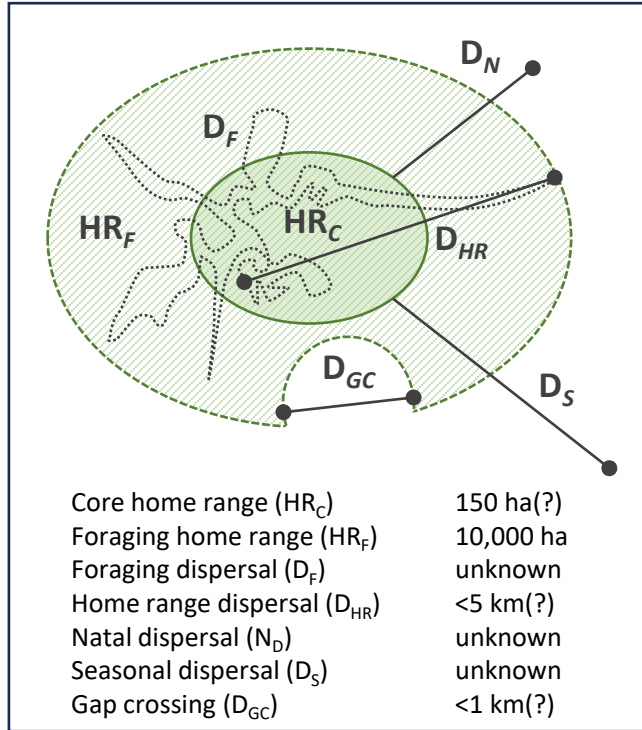 D_N
D_F
HR_F
HR_C
D_HR
D_GC
D_S
Core home range (HR_C) 150 ha(?)
Foraging home range (HR_F) 10,000 ha
Foraging dispersal (D_F) unknown
Home range dispersal (D_HR) <5 km(?)
Natal dispersal (N_D) unknown
Seasonal dispersal (D_S) unknown
Gap crossing (D_GC) <1 km(?)